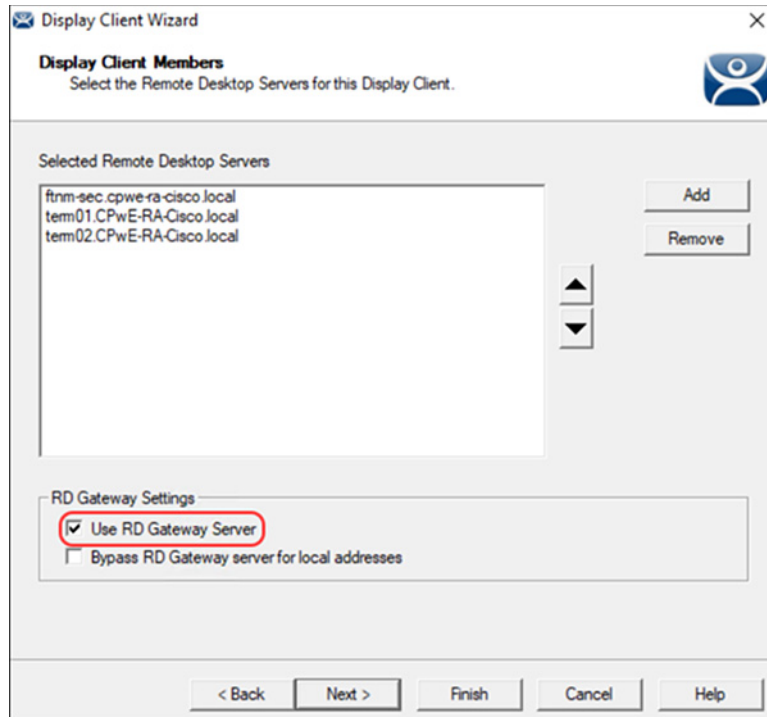 Display Client Wizard
Display Client Members
Select the Remote Desktop Servers for this Display Client.
Selected Remote Desktop Servers
ftnm-sec.cpwe-ra-cisco.local
term01.CPwE-RA-Cisco.local
term02.CPwE-RA-Cisco.local
Add
Remove
RD Gateway Settings
Use RD Gateway Server
Bypass RD Gateway server for local addresses
< Back
Next >
Finish
Cancel
Help